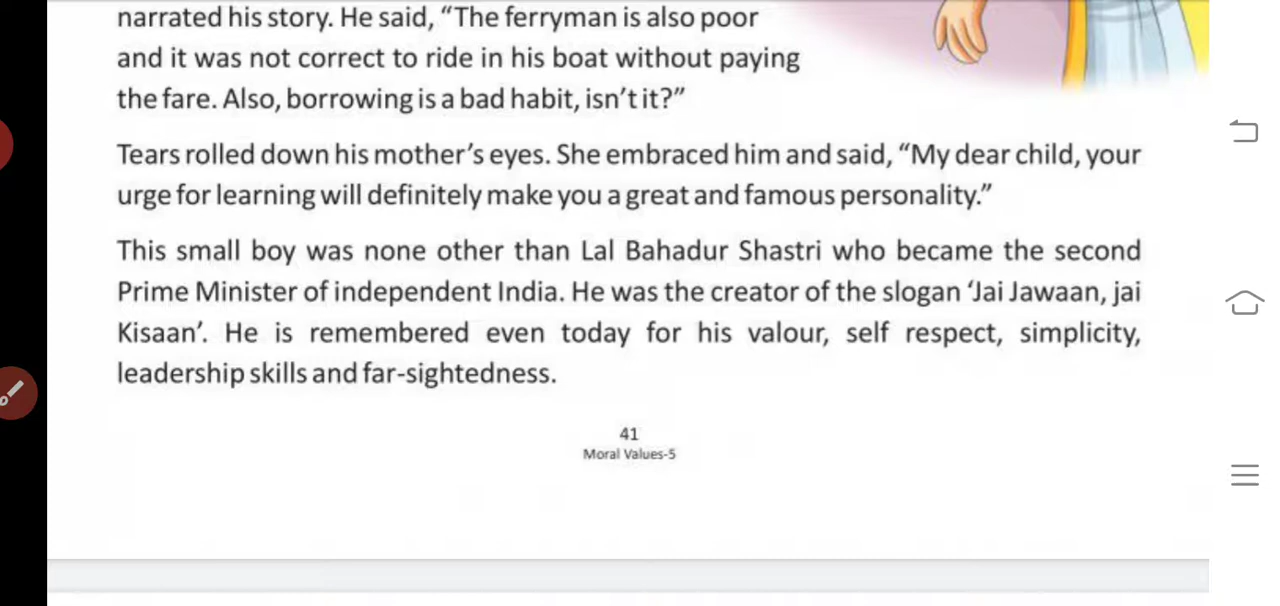 narrated his story. He said, “The ferryman is also poor
and it was not correct to ride in his boat without paying
the fare. Also, borrowing is a bad habit, isn’t it?”
Tears rolled down his mother’s eyes. She embraced him and said, “My dear child, your
urge for learning will definitely make you a great and famous personality.”
This small boy was none other than Lal Bahadur Shastri who became the second
Prime Minister of independent India. He was the creator of the slogan ‘Jai Jawaan, jai
Kisaan’. He is remembered even today for his valour, self respect, simplicity,
leadership skills and far-sightedness.
41
Moral Values-5